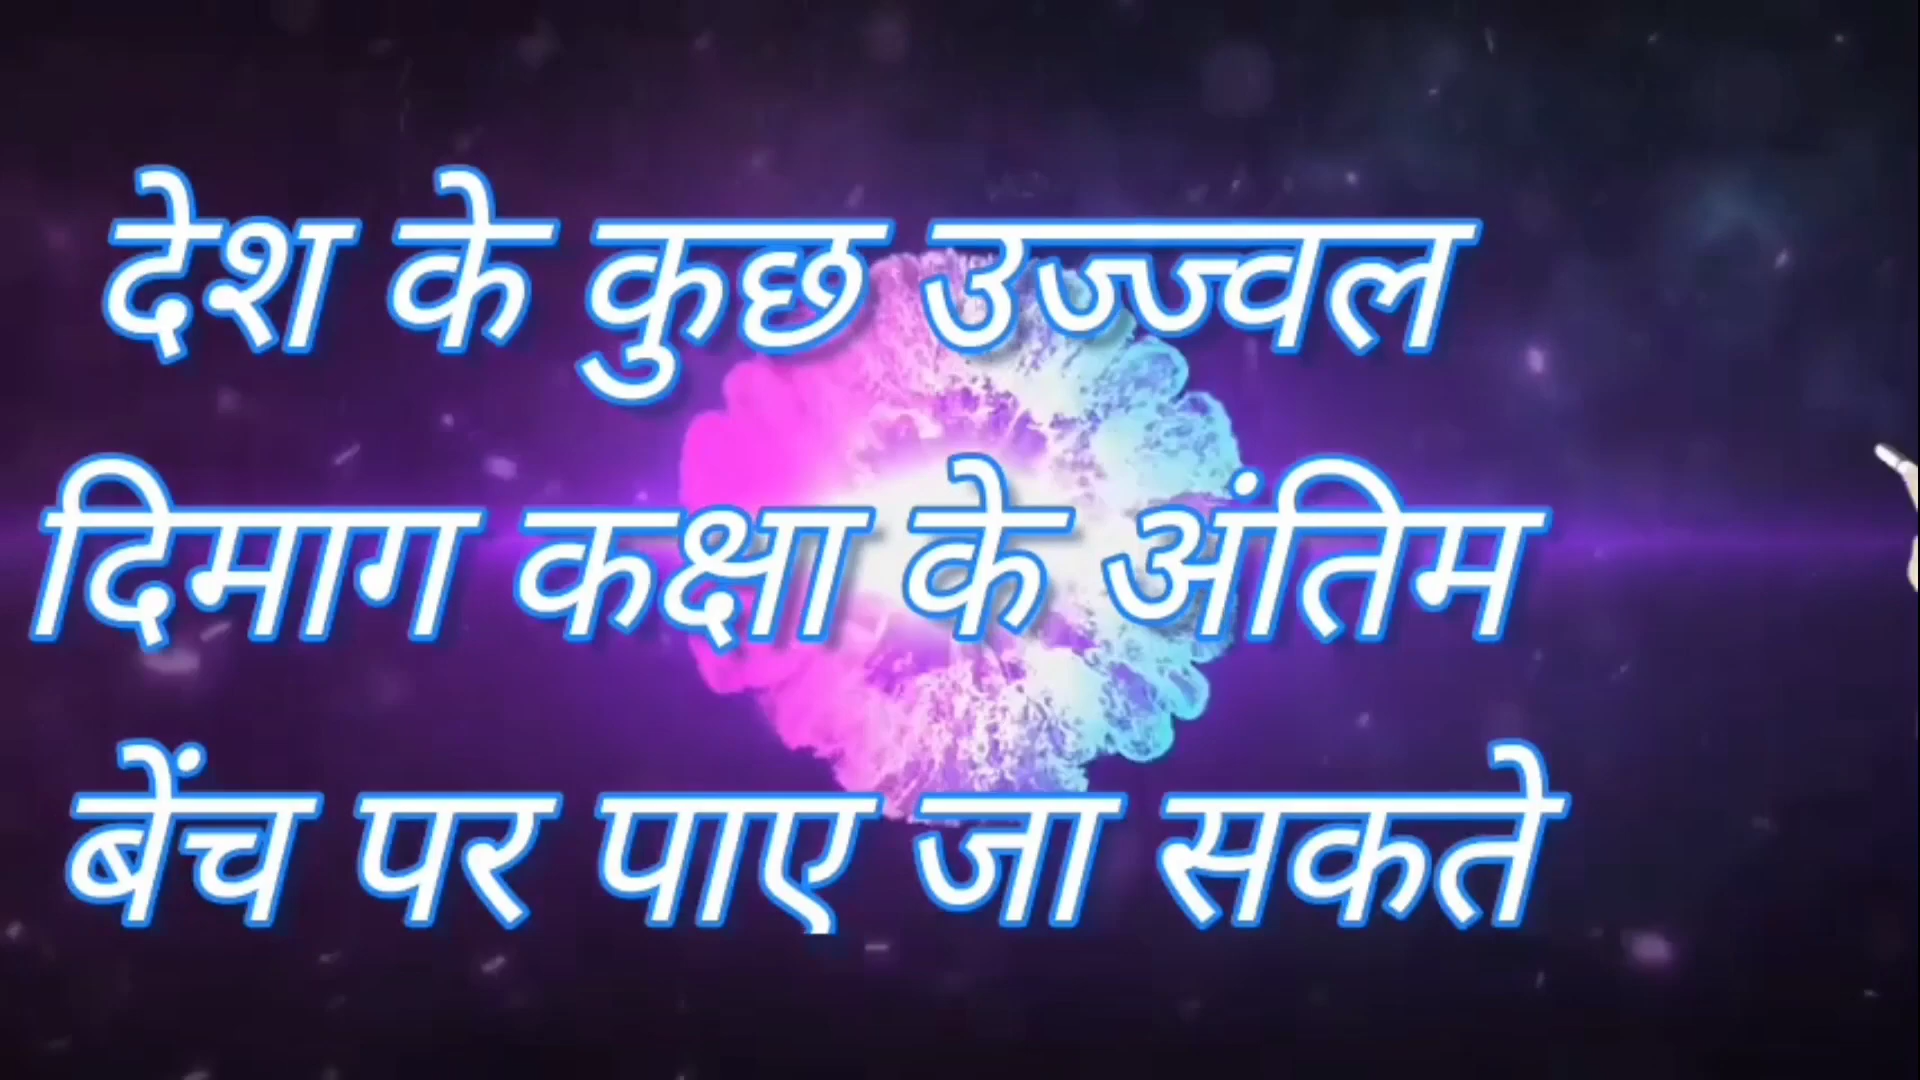 देश के कुछ उज्ज्वल
दिमाग कक्षा के अंतिम
बेंच पर पाए जा सकते